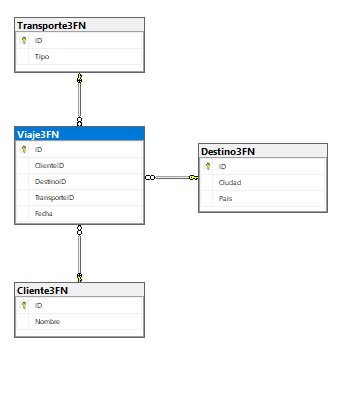 Transporte3FN
ID
Tipo
Viaje3FN
ID
ClienteID
DestinoID
TransporteID
Fecha
Destino3FN
ID
Ciudad
Pais
Cliente3FN
ID
Nombre